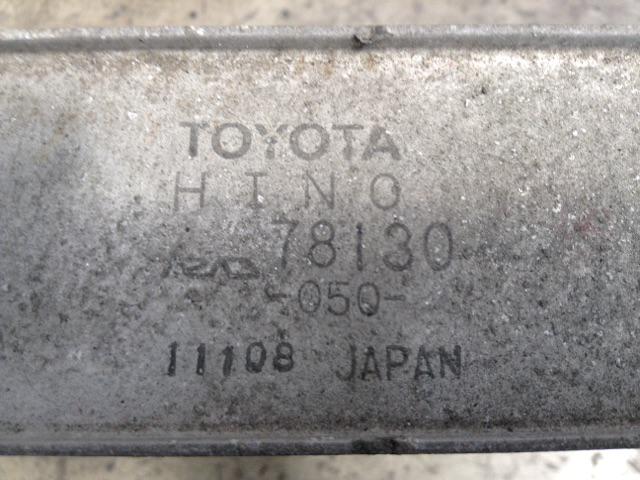 TOYOTA
HINO
78130
-050-
11108 JAPAN